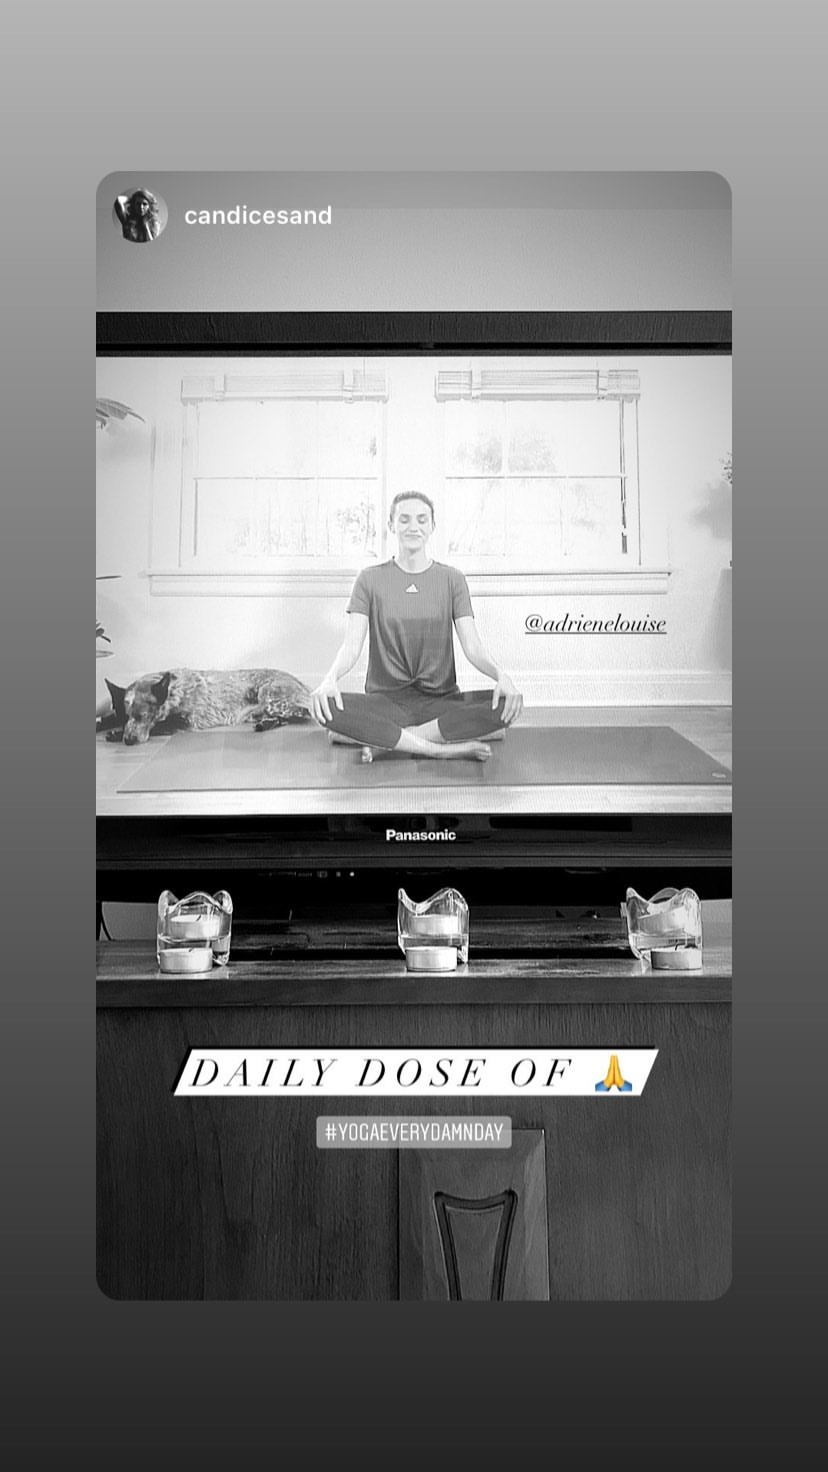 candicesand
@adrienelouise
Panasonic
DAILY DOSE OF 🙏
#YOGAEVERYDAMNDAY